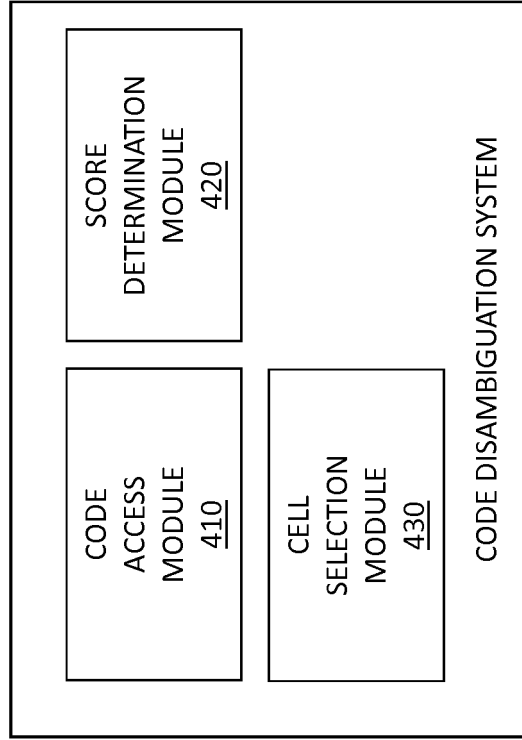 CODE
ACCESS
MODULE
410
SCORE
DETERMINATION
MODULE
420
CELL
SELECTION
MODULE
430
CODE DISAMBIGUATION SYSTEM